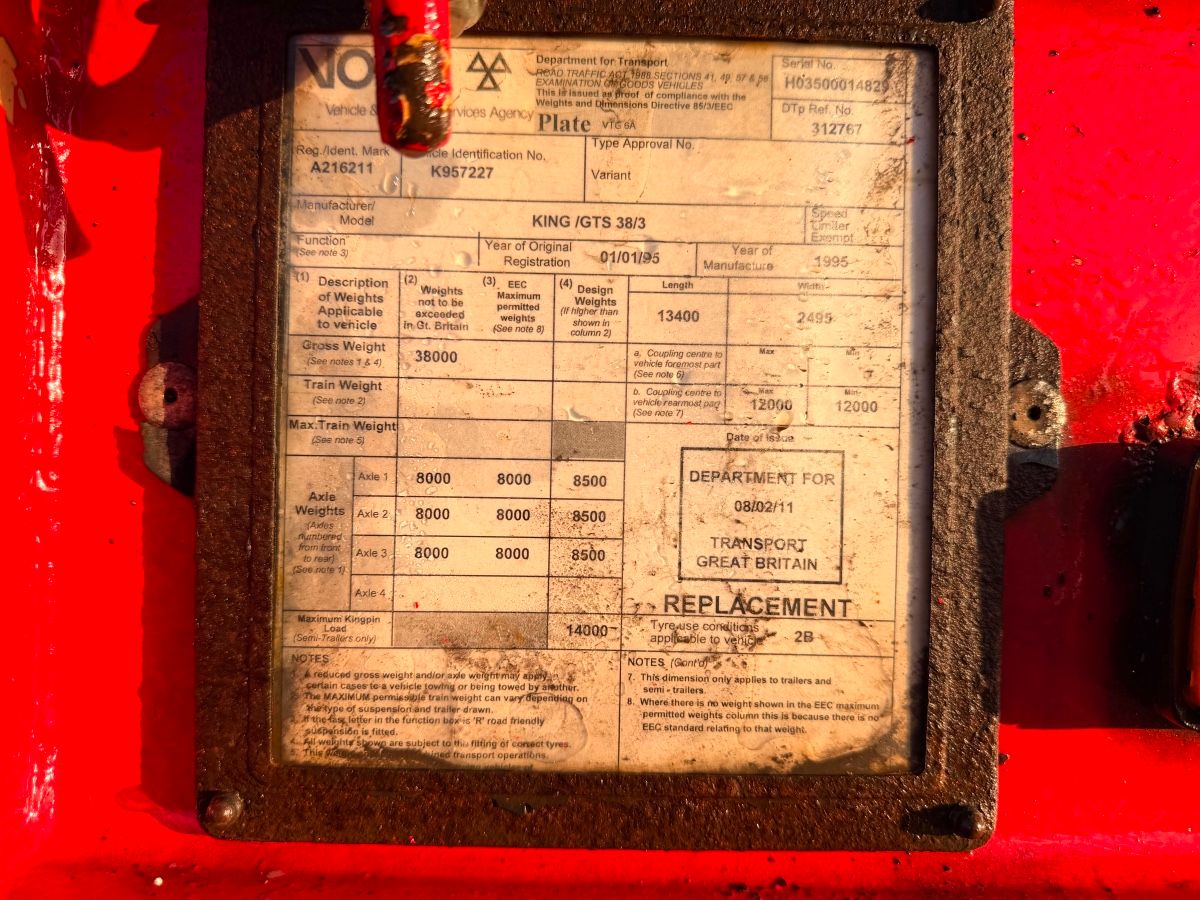 VO
Vehicle &
vices Agency
Department for Transport
ROAD TRAFFIC ACT 1988 SECTIONS 41, 49, 57 & 58
EXAMINATION OF GOODS VEHICLES
This is issued as proof of compliance with the
Weights and Dimensions Directive 85/3/EEC
Plate VTG 6A
Serial No.
H03500014829
DTp Ref. No.
312767
Reg./Ident. Mark
A216211
icle Identification No.
K957227
Type Approval No.
Variant
Manufacturer/
Model
KING /GTS 38/3
Speed
Limiter
Exempt
Function
(See note 3)
Year of Original
Registration
01/01/95
Year of
Manufacture
1995
(1) Description
of Weights
Applicable
to vehicle
(2) Weights
not to be
exceeded
in Gt. Britain
(3) EEC
Maximum
permitted
weights
(See note 8)
(4) Design
Weights
(If higher than
shown in
column 2)
Length
13400
Width
2495
Gross Weight
(See notes 1 & 4)
38000
a. Coupling centre to
vehicle foremost part
(See note 6)
Max
Min
Train Weight
(See note 2)
b. Coupling centre to
vehicle rearmost part
(See note 7)
Max
12000
Min
12000
Max.Train Weight
(See note 5)
Axle
Weights
(Axles
numbered
from front
to rear)
(See note 1)
Axle 1 8000 8000 8500
Axle 2 8000 8000 8500
Axle 3 8000 8000 8500
Axle 4
Date of Issue
DEPARTMENT FOR
08/02/11
TRANSPORT
GREAT BRITAIN
REPLACEMENT
Maximum Kingpin
Load
(Semi-Trailers only)
14000
Tyre use conditions
applicable to vehicle
2B
NOTES
A reduced gross weight and/or axle weight may apply in
certain cases to a vehicle towing or being towed by another.
The MAXIMUM permissible train weight can vary depending on
the type of suspension and trailer drawn.
If the last letter in the function box is 'R' road friendly
suspension is fitted.
4. All weights shown are subject to the fitting of correct tyres.
5. This weight transport operations.
NOTES (Cont'd)
7. This dimension only applies to trailers and
semi - trailers
8. Where there is no weight shown in the EEC maximum
permitted weights column this is because there is no
EEC standard relating to that weight.